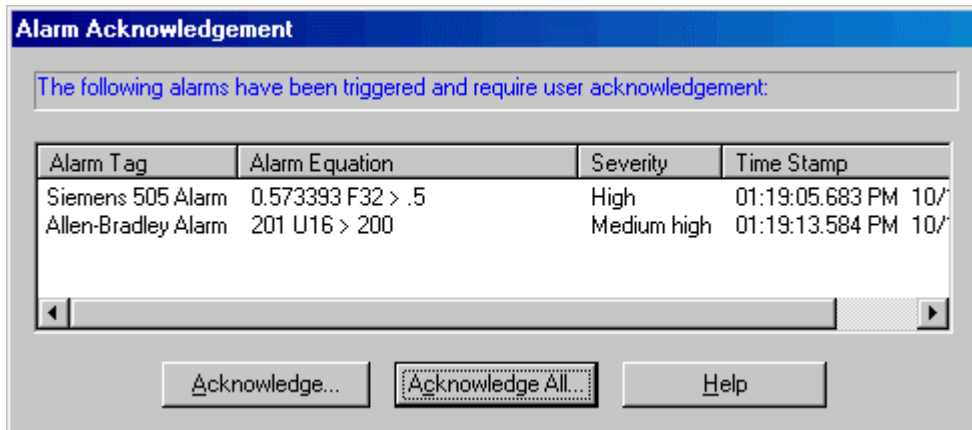 Alarm Acknowledgement
The following alarms have been triggered and require user acknowledgement:
Alarm Tag Alarm Equation Severity Time Stamp
Siemens 505 Alarm 0.573393 F32 > .5 High 01:19:05.683 PM 10/
Allen-Bradley Alarm 201 U16 > 200 Medium high 01:19:13.584 PM 10/
Acknowledge... Acknowledge All... Help